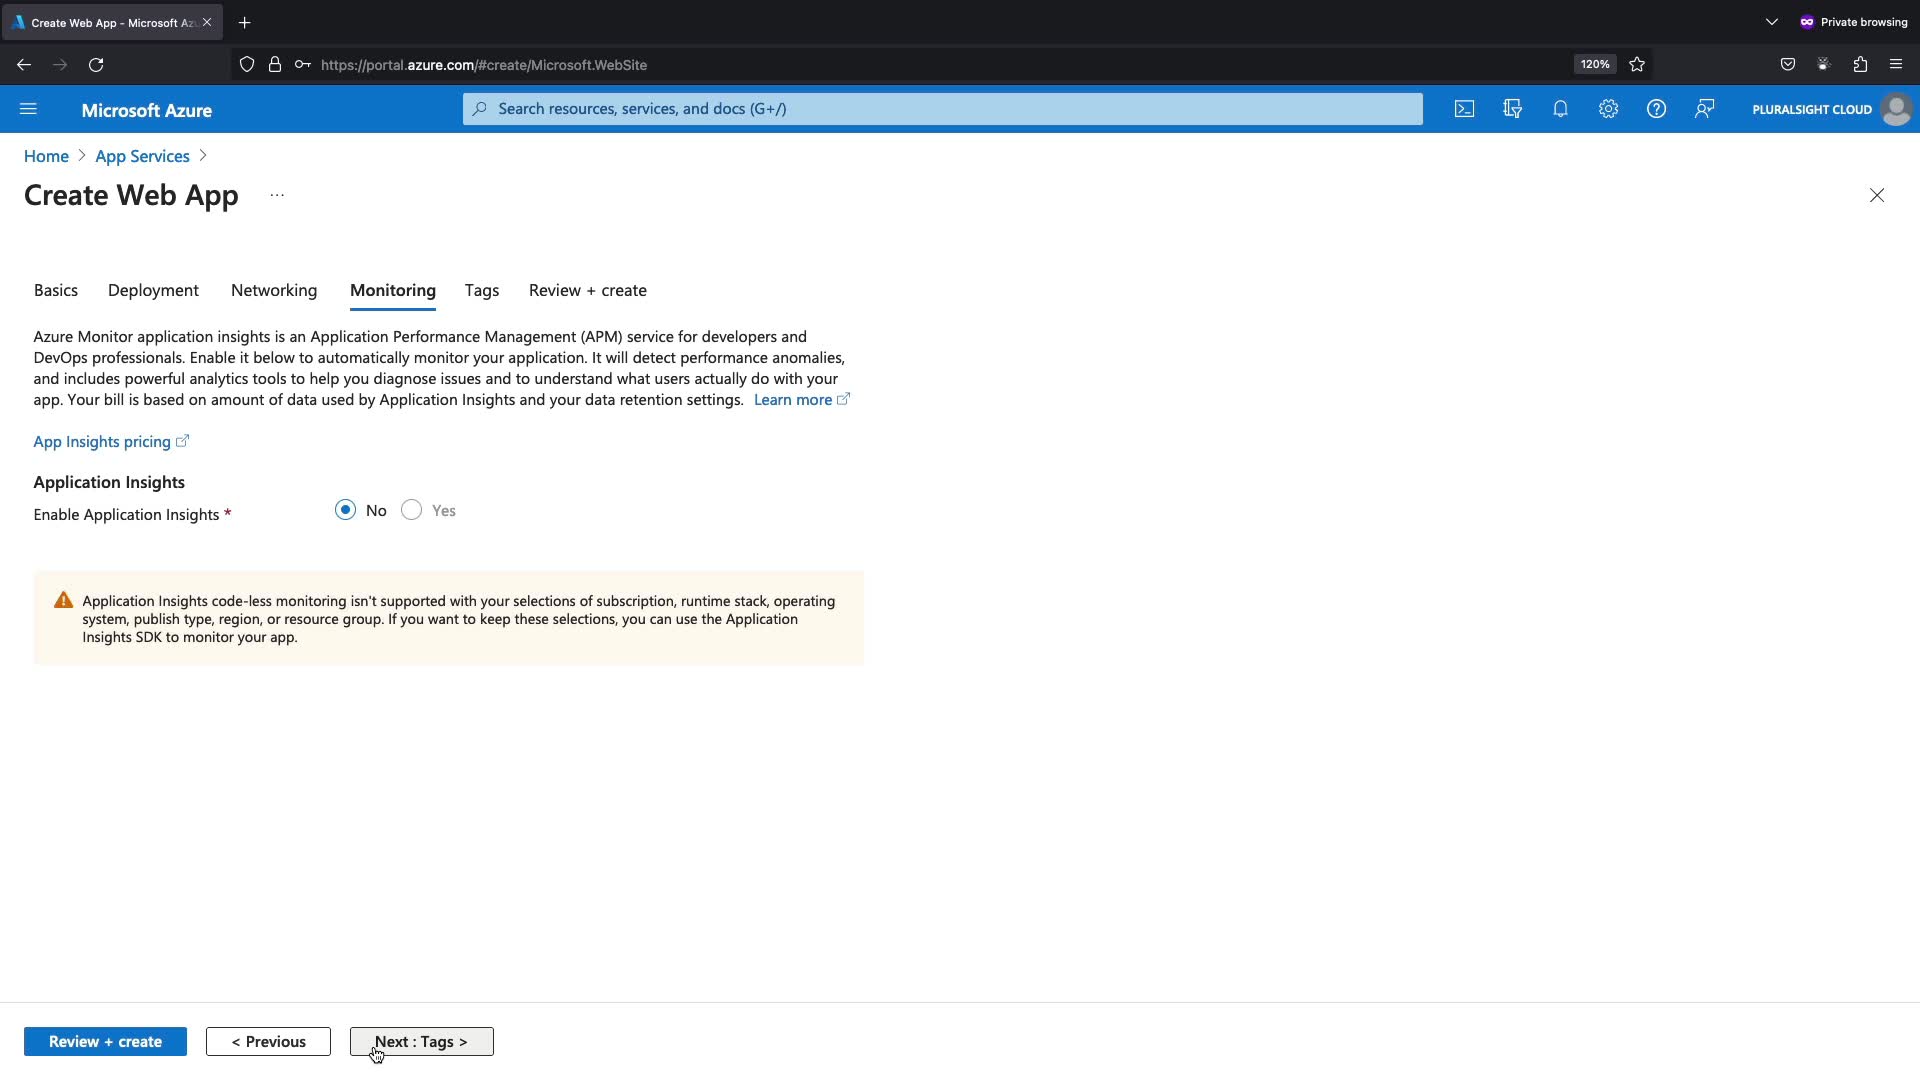 Create Web App - Microsoft Az
Private browsing
https://portal.azure.com/#create/Microsoft.WebSite
120%
Microsoft Azure
Search resources, services, and docs (G+/)
PLURALSIGHT CLOUD
Home > App Services >
Create Web App ...
Basics Deployment Networking Monitoring Tags Review + create
Azure Monitor application insights is an Application Performance Management (APM) service for developers and
DevOps professionals. Enable it below to automatically monitor your application. It will detect performance anomalies,
and includes powerful analytics tools to help you diagnose issues and to understand what users actually do with your
app. Your bill is based on amount of data used by Application Insights and your data retention settings. Learn more
App Insights pricing
Application Insights
Enable Application Insights * No Yes
Application Insights code-less monitoring isn't supported with your selections of subscription, runtime stack, operating
system, publish type, region, or resource group. If you want to keep these selections, you can use the Application
Insights SDK to monitor your app.
Review + create < Previous Next : Tags >